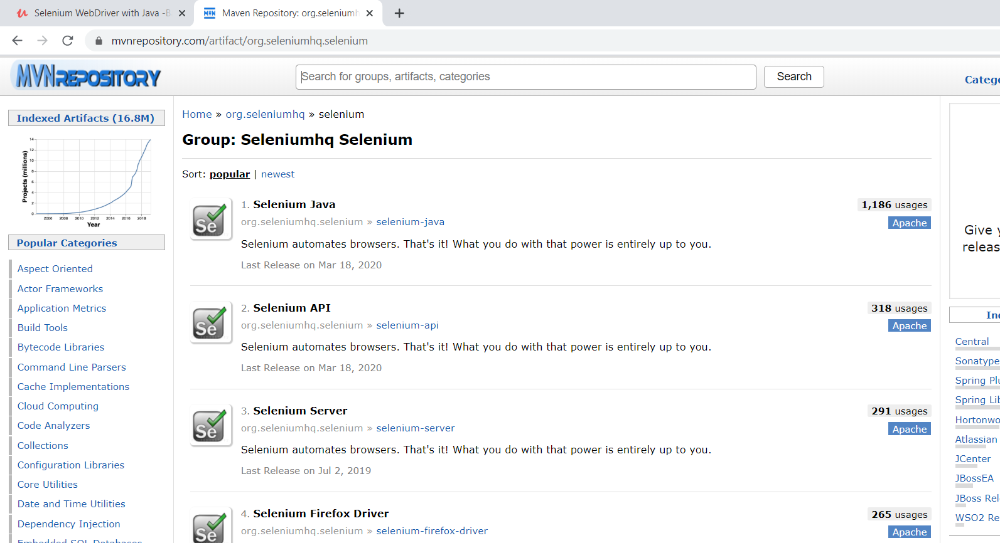 Selenium WebDriver with Java -B
Maven Repository: org.seleniumh
mvnrepository.com/artifact/org.seleniumhq.selenium
MVNREPOSITORY
Search for groups, artifacts, categories
Search
Catego
Indexed Artifacts (16.8M)
14
12
10
8
6
4
2
0
Projects (millions)
2006 2008 2010 2012 2014 2016 2018
Year
Popular Categories
Aspect Oriented
Actor Frameworks
Application Metrics
Build Tools
Bytecode Libraries
Command Line Parsers
Cache Implementations
Cloud Computing
Code Analyzers
Collections
Configuration Libraries
Core Utilities
Date and Time Utilities
Dependency Injection
Embedded SQL Databases
Home » org.seleniumhq » selenium
Group: Seleniumhq Selenium
Sort: popular | newest
Se
1. Selenium Java
1,186 usages
org.seleniumhq.selenium » selenium-java
Apache
Selenium automates browsers. That's it! What you do with that power is entirely up to you.
Last Release on Mar 18, 2020
Se
2. Selenium API
318 usages
org.seleniumhq.selenium » selenium-api
Apache
Selenium automates browsers. That's it! What you do with that power is entirely up to you.
Last Release on Mar 18, 2020
Se
3. Selenium Server
291 usages
org.seleniumhq.selenium » selenium-server
Apache
Selenium automates browsers. That's it! What you do with that power is entirely up to you.
Last Release on Jul 2, 2019
Se
4. Selenium Firefox Driver
265 usages
org.seleniumhq.selenium » selenium-firefox-driver
Apache
Give y
releas
Ind
Central
Sonatype
Spring Plu
Spring Lib
Hortonwo
Atlassian
JCenter
JBossEA
JBoss Rel
WSO2 Re